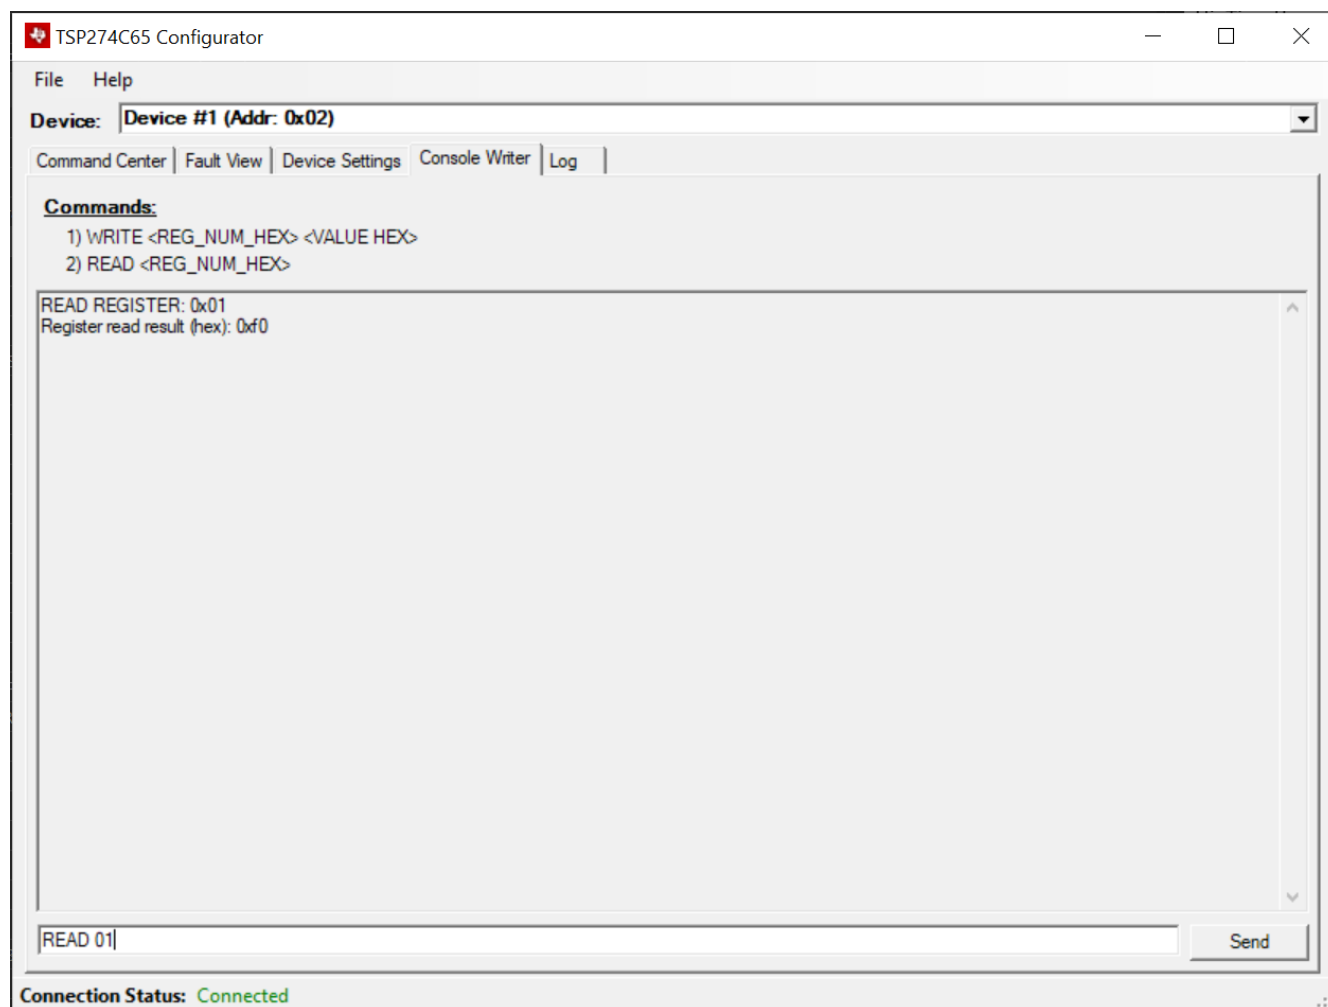 TSP274C65 Configurator
File Help
Device: Device #1 (Addr: 0x02)
Command Center Fault View Device Settings Console Writer Log
Commands:
1) WRITE <REG_NUM_HEX> <VALUE HEX>
2) READ <REG_NUM_HEX>
READ REGISTER: 0x01
Register read result (hex): 0xf0
READ 01
Send
Connection Status: Connected